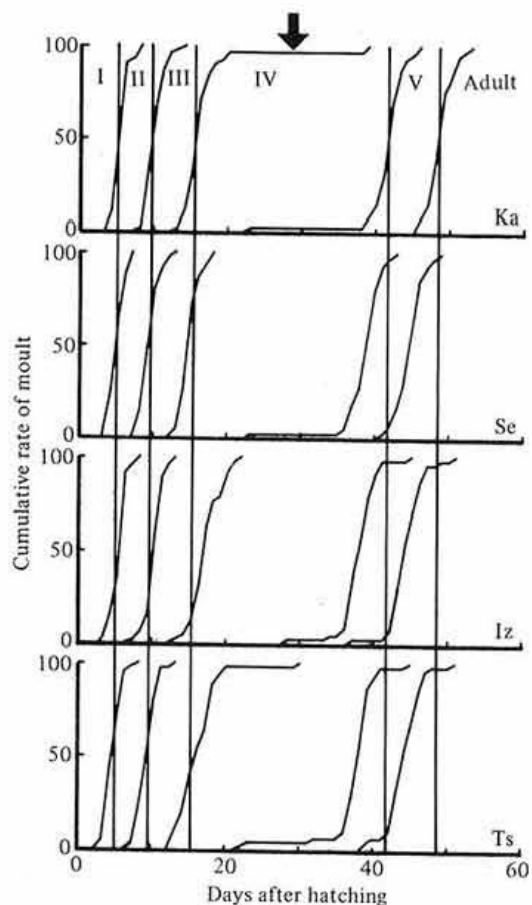 100
I II III IV V Adult
50
0
Ka
100
50
0
Se
100
50
0
Iz
100
50
0
Ts
0 20 40 60
Cumulative rate of moult
Days after hatching